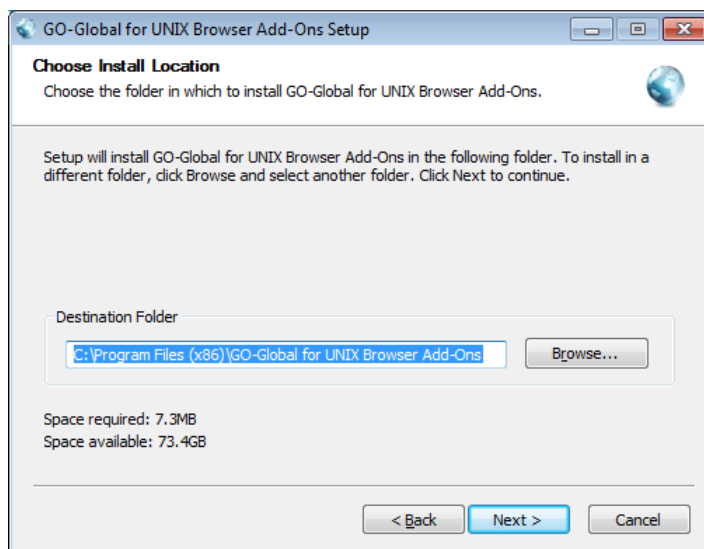 GO-Global for UNIX Browser Add-Ons Setup
Choose Install Location
Choose the folder in which to install GO-Global for UNIX Browser Add-Ons.
Setup will install GO-Global for UNIX Browser Add-Ons in the following folder. To install in a
different folder, click Browse and select another folder. Click Next to continue.
Destination Folder
C:\Program Files (x86)\GO-Global for UNIX Browser Add-Ons
Browse...
Space required: 7.3MB
Space available: 73.4GB
< Back
Next >
Cancel